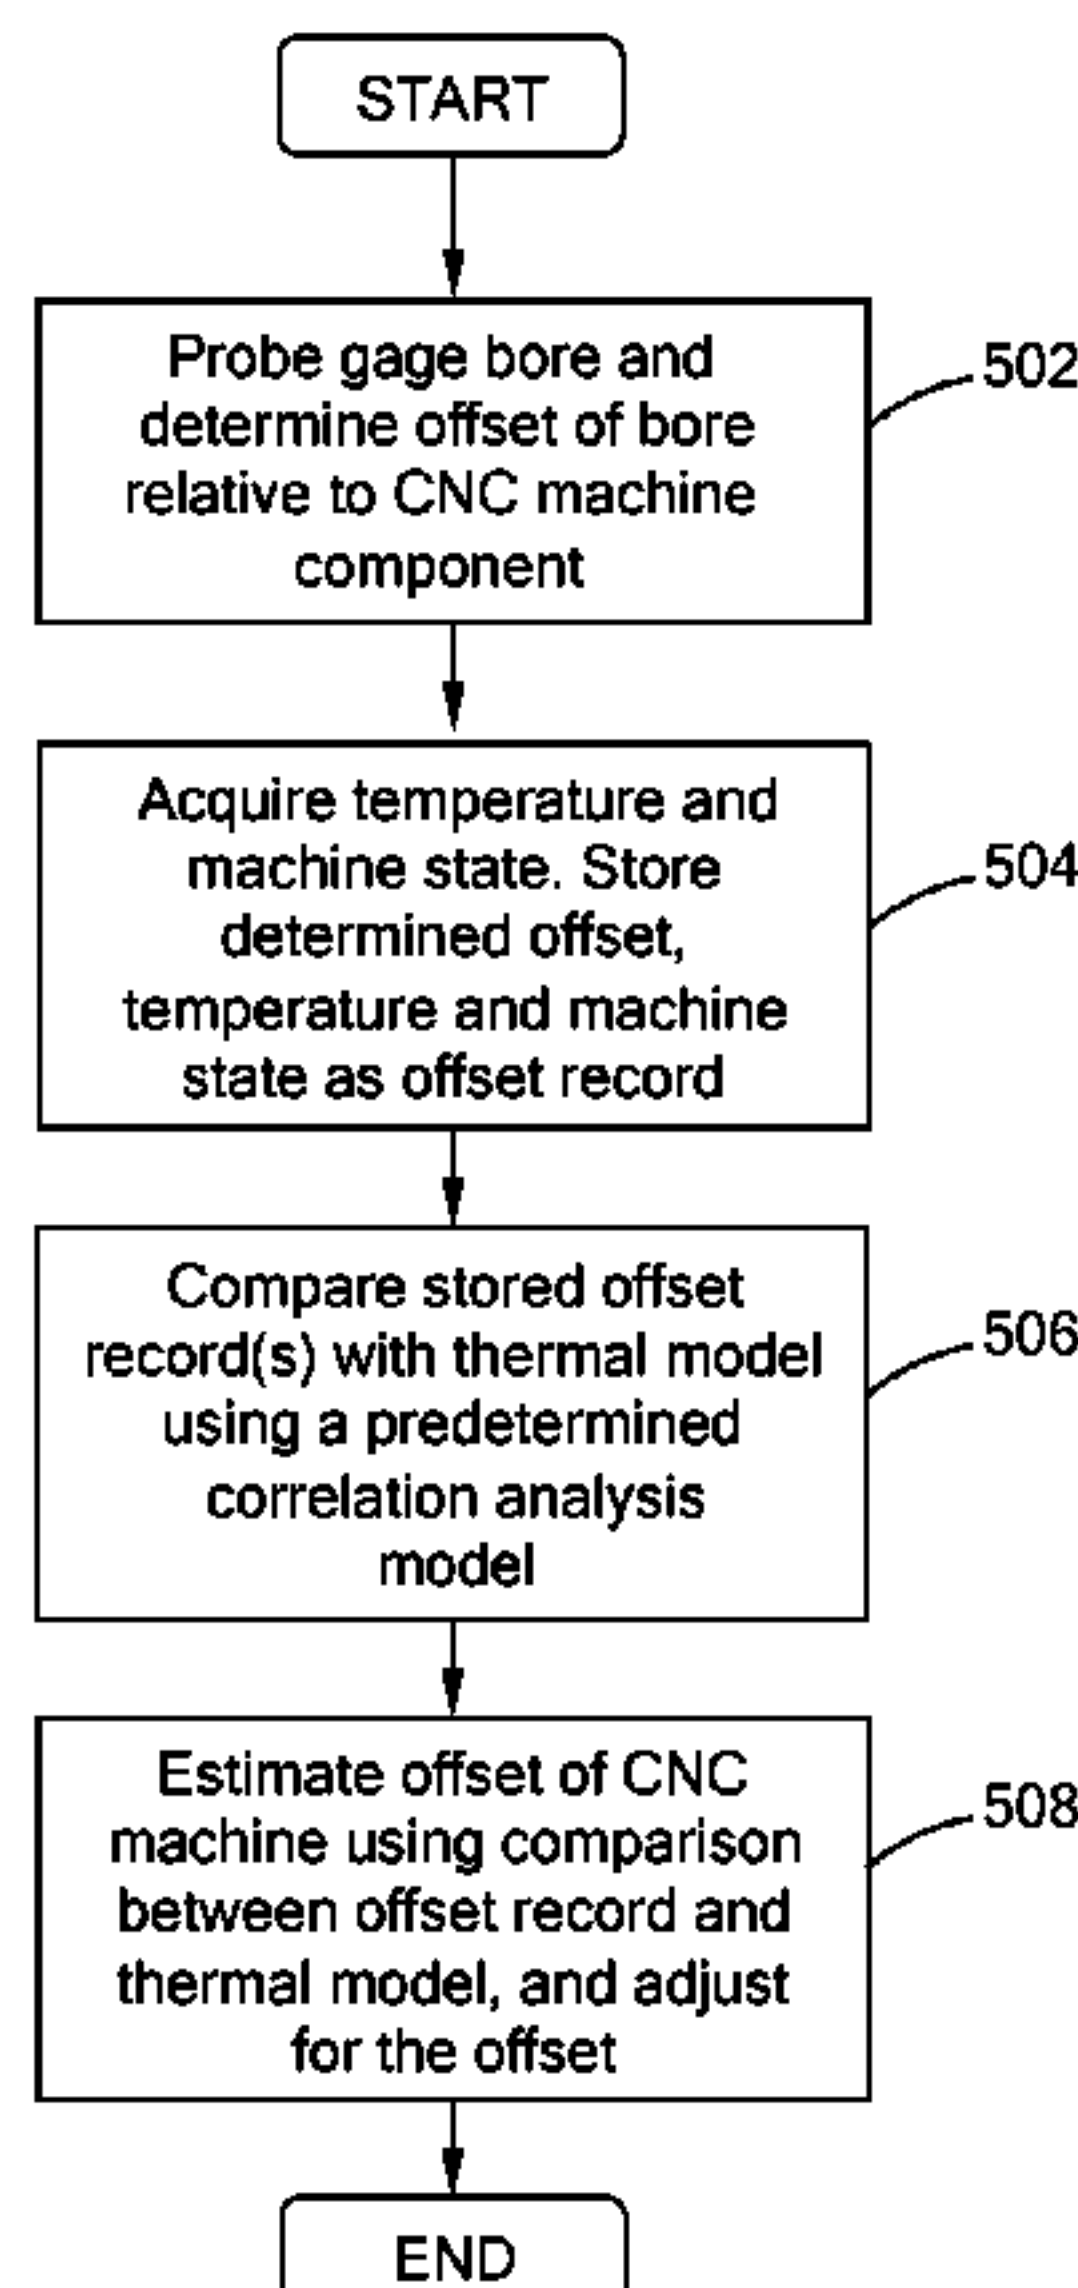 START
Probe gage bore and
determine offset of bore
relative to CNC machine
component
502
Acquire temperature and
machine state. Store
determined offset,
temperature and machine
state as offset record
504
Compare stored offset
record(s) with thermal model
using a predetermined
correlation analysis
model
506
Estimate offset of CNC
machine using comparison
between offset record and
thermal model, and adjust
for the offset
508
END